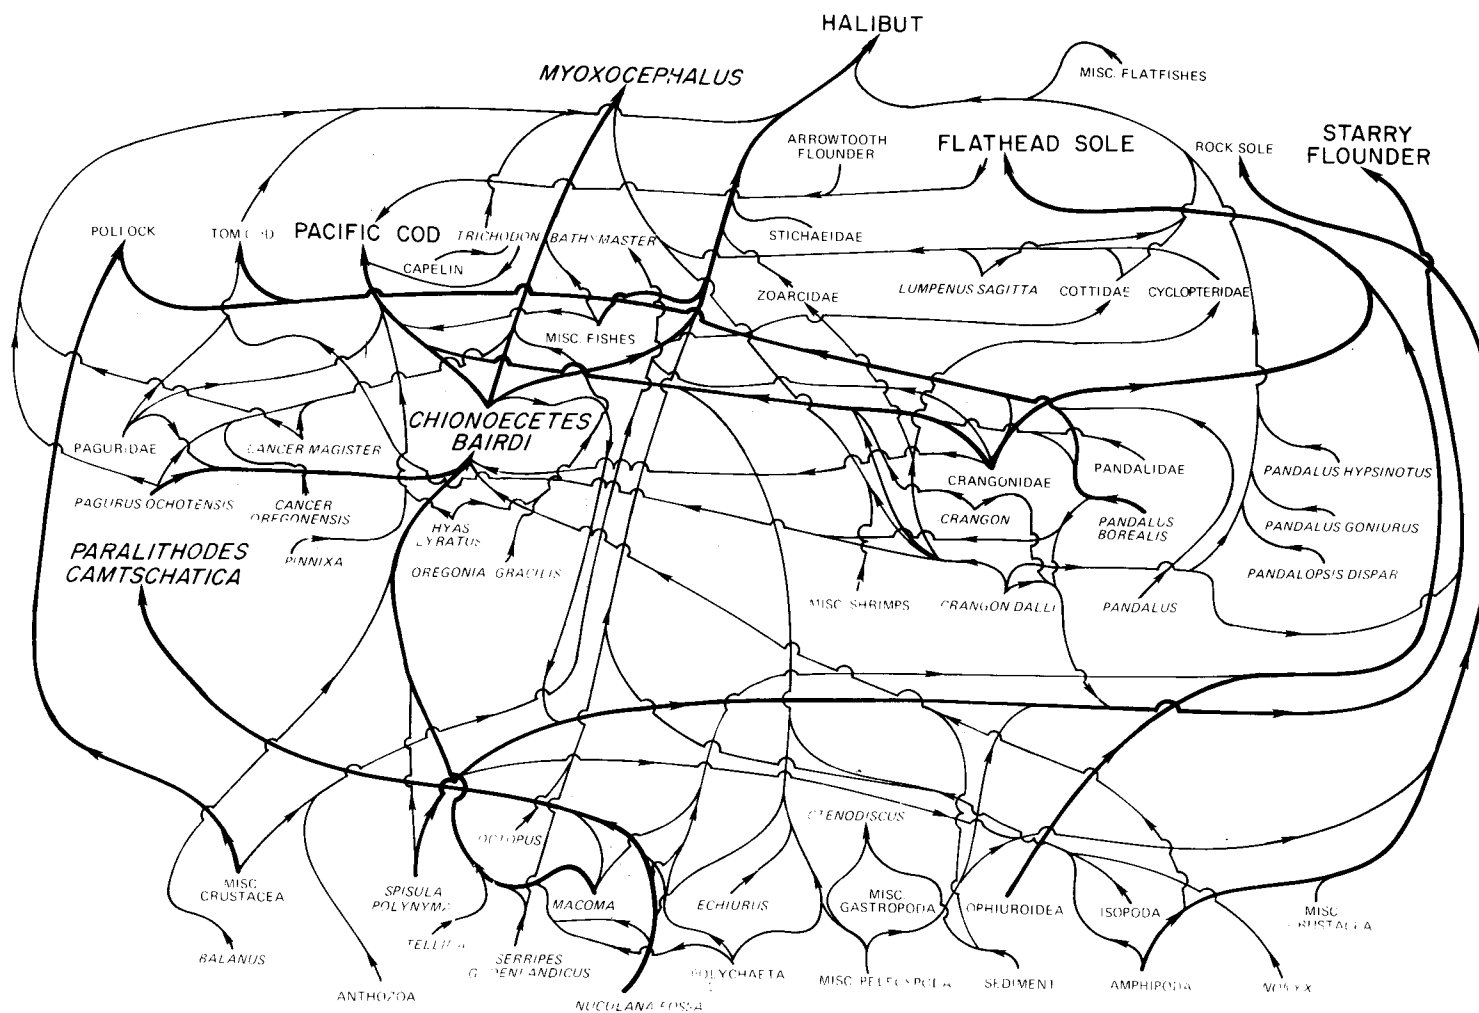 HALIBUT
MISC. FLATFISHES
MYOXOCEPHALUS
ARROWTOOTH
FLOUNDER
FLATHEAD SOLE
ROCK SOLE
STARRY
FLOUNDER
POLLOCK
PACIFIC COD
TRICHODON
BATHYMASTER
STICHAEIDAE
CAPELIN
ZOARCIDAE
LUMPENUS SAGITTA
COTTIDAE
CYCLOPTERIDAE
MISC. FISHES
CHIONOECETES
BAIRDI
PAGURIDAE
CANCER MAGISTER
PANDALIDAE
PANDALUS HYPSINOTUS
CRANGONIDAE
PAGURUS OCHOTENSIS
CANCER
OREGONENSIS
HYAS
LYRATUS
CRANGON
PANDALUS
BOREALIS
PANDALUS GONIURUS
PARALITHODES
CAMTSCHATICA
PINNIXA
OREGONIA GRACILIS
PANDALOPSIS DISPAR
MISC. SHRIMPS
CRANGON DALLI
PANDALUS
OCTOPUS
CTENODISCUS
MISC.
CRUSTACEA
SPISULA
POLYNYMA
MACOMA
ECHIURUS
MISC.
GASTROPODA
OPHIUROIDEA
ISOPODA
MISC.
BALANUS
SERRIPES
POLYCHAETA
SEDIMENT
AMPHIPODA
ANTHOZOA
NUCULANA FOSSA